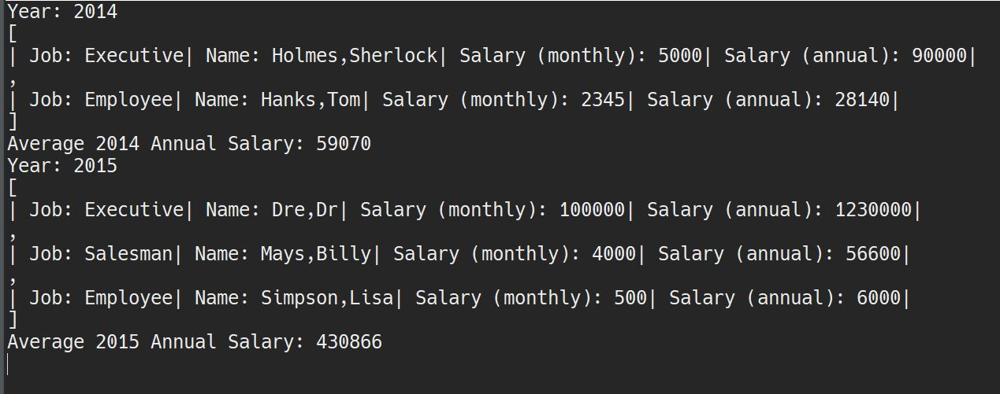 Year: 2014
[
| Job: Executive| Name: Holmes,Sherlock| Salary (monthly): 5000| Salary (annual): 90000|
,
| Job: Employee| Name: Hanks,Tom| Salary (monthly): 2345| Salary (annual): 28140|
]
Average 2014 Annual Salary: 59070
Year: 2015
[
| Job: Executive| Name: Dre,Dr| Salary (monthly): 100000| Salary (annual): 1230000|
,
| Job: Salesman| Name: Mays,Billy| Salary (monthly): 4000| Salary (annual): 56600|
,
| Job: Employee| Name: Simpson,Lisa| Salary (monthly): 500| Salary (annual): 6000|
]
Average 2015 Annual Salary: 430866